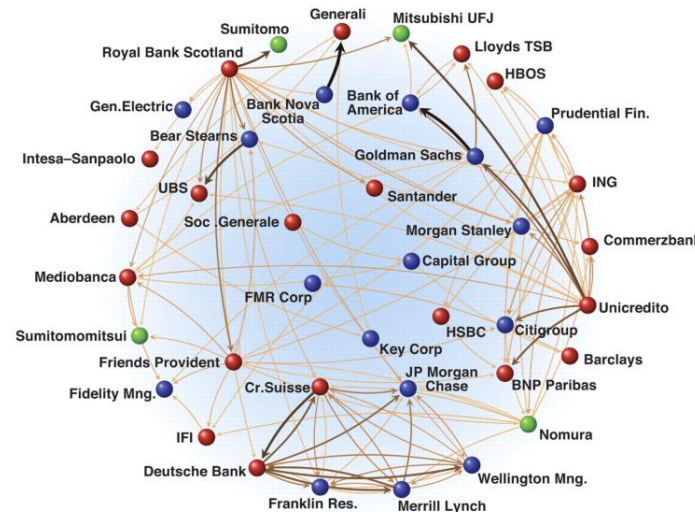 Generali
Sumitomo
Mitsubishi UFJ
Royal Bank Scotland
Lloyds TSB
HBOS
Gen.Electric
Bank Nova
Scotia
Bank of
America
Prudential Fin.
Bear Stearns
Goldman Sachs
Intesa–Sanpaolo
UBS
Santander
ING
Aberdeen
Soc .Generale
Morgan Stanley
Commerzbank
Mediobanca
Capital Group
FMR Corp
Unicredito
Sumitomomitsui
HSBC
Citigroup
Key Corp
Friends Provident
Barclays
Fidelity Mng.
Cr.Suisse
JP Morgan
Chase
BNP Paribas
IFI
Nomura
Deutsche Bank
Wellington Mng.
Franklin Res.
Merrill Lynch